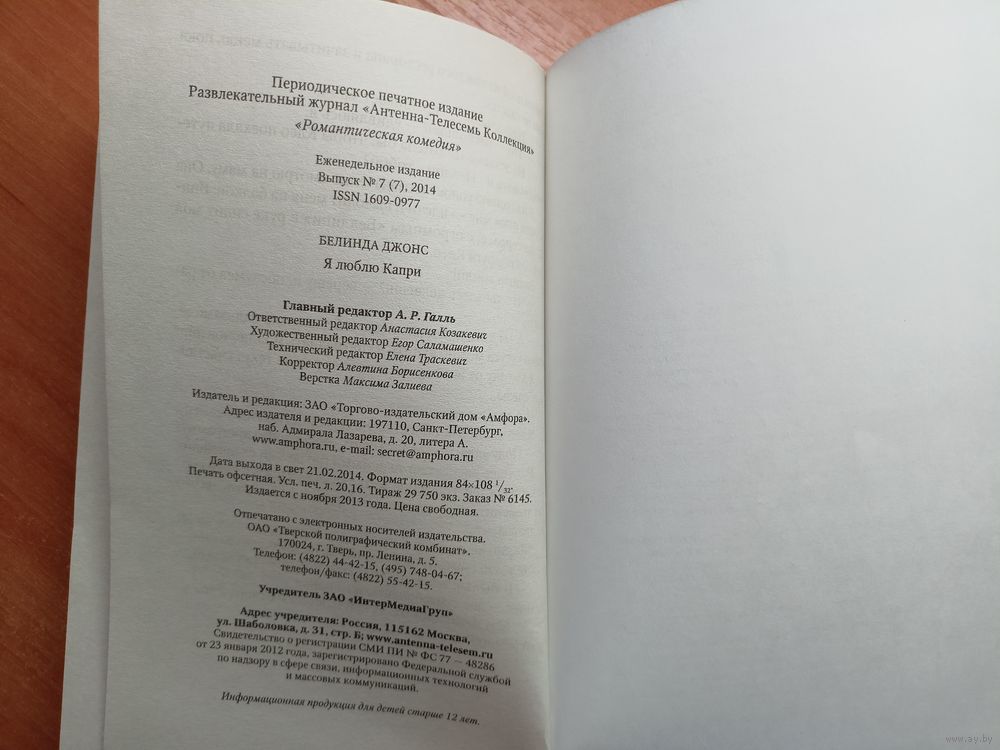 Периодическое печатное издание
Развлекательный журнал «Антенна-Телесемь Коллекция»
«Романтическая комедия»
Еженедельное издание
Выпуск № 7 (7), 2014
ISSN 1609-0977
БЕЛИНДА ДЖОНС
Я люблю Капри
Главный редактор А. Р. Галль
Ответственный редактор Анастасия Козакевич
Художественный редактор Егор Саламашенко
Технический редактор Елена Траскевич
Корректор Алевтина Борисенкова
Верстка Максима Залиева
Издатель и редакция: ЗАО «Торгово-издательский дом «Амфора».
Адрес издателя и редакции: 197110, Санкт-Петербург,
наб. Адмирала Лазарева, д. 20, литера А.
www.amphora.ru, e-mail: secret@amphora.ru
Дата выхода в свет 21.02.2014. Формат издания 84×108 1/32.
Печать офсетная. Усл. печ. л. 20,16. Тираж 29 750 экз. Заказ № 6145.
Издается с ноября 2013 года. Цена свободная.
Отпечатано с электронных носителей издательства.
ОАО «Тверской полиграфический комбинат».
170024, г. Тверь, пр. Ленина, д. 5.
Телефон: (4822) 44-42-15, (495) 748-04-67;
телефон/факс: (4822) 55-42-15.
Учредитель ЗАО «ИнтерМедиаГруп»
Адрес учредителя: Россия, 115162 Москва,
ул. Шаболовка, д. 31, стр. Б; www.antenna-telesem.ru
Свидетельство о регистрации СМИ ПИ № ФС 77 — 48286
от 23 января 2012 года, зарегистрировано Федеральной службой
по надзору в сфере связи, информационных технологий
и массовых коммуникаций.
Информационная продукция для детей старше 12 лет.
www.ay.by